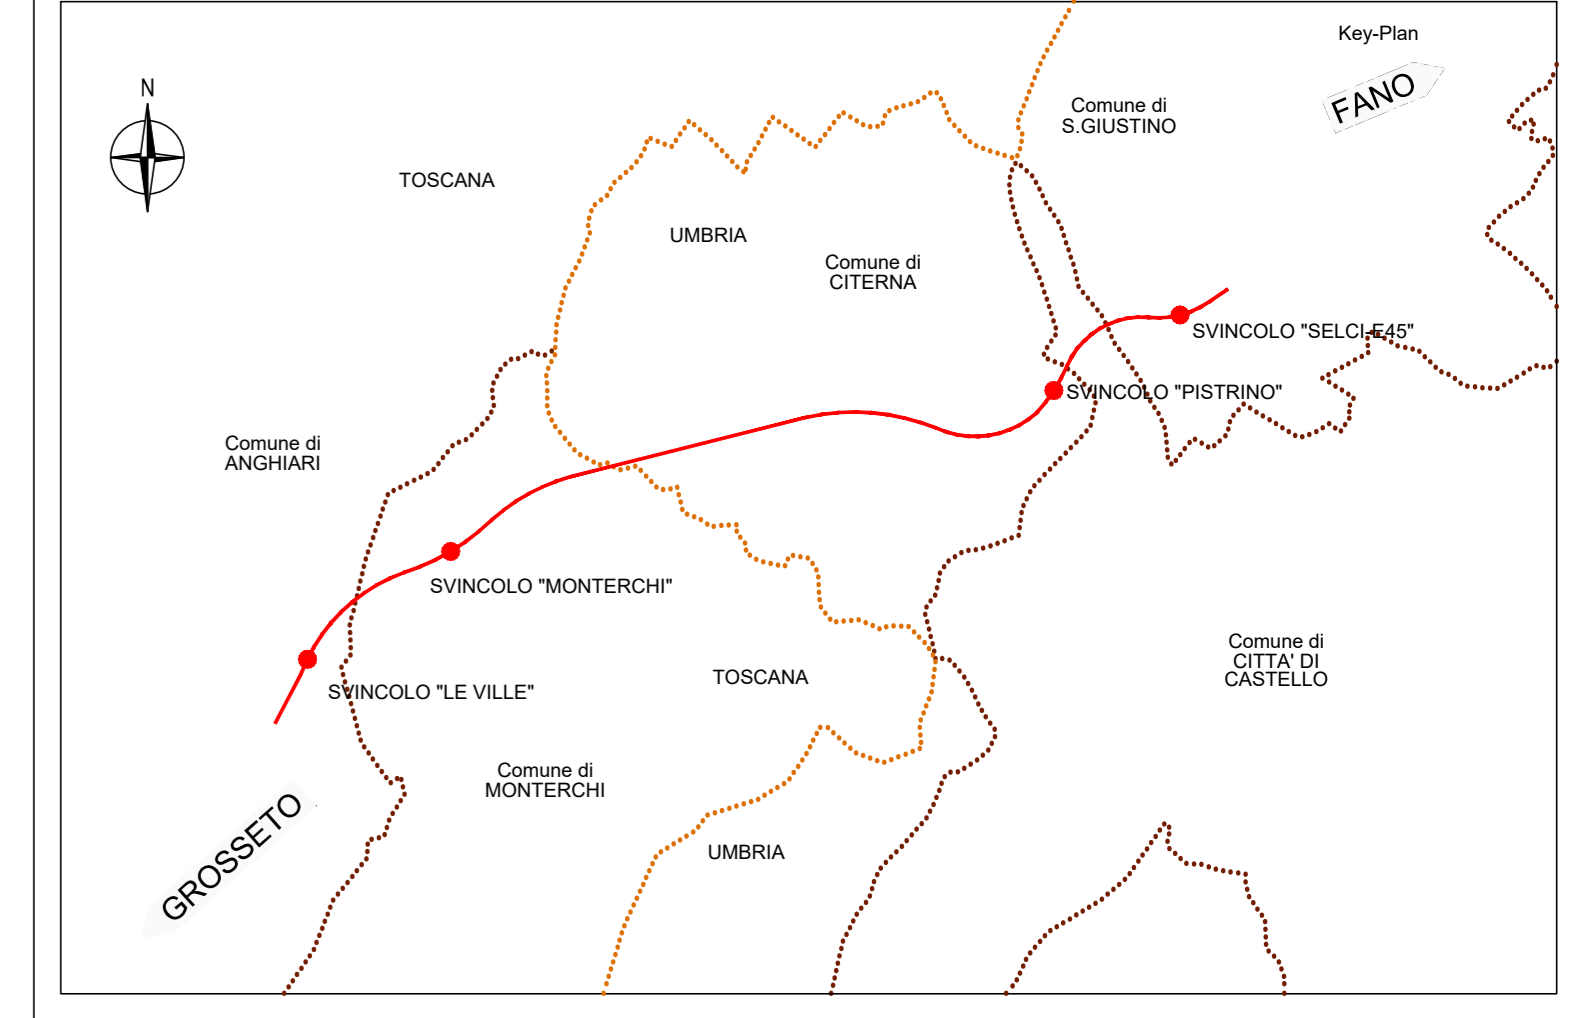 Key-Plan
N
FANO
Comune di
S.GIUSTINO
TOSCANA
UMBRIA
Comune di
CITERNA
SVINCOLO "SELCI-E45"
SVINCOLO "PISTRINO"
Comune di
ANGHIARI
SVINCOLO "MONTERCHI"
Comune di
CITTA' DI
CASTELLO
TOSCANA
SVINCOLO "LE VILLE"
Comune di
MONTERCHI
GROSSETO
UMBRIA